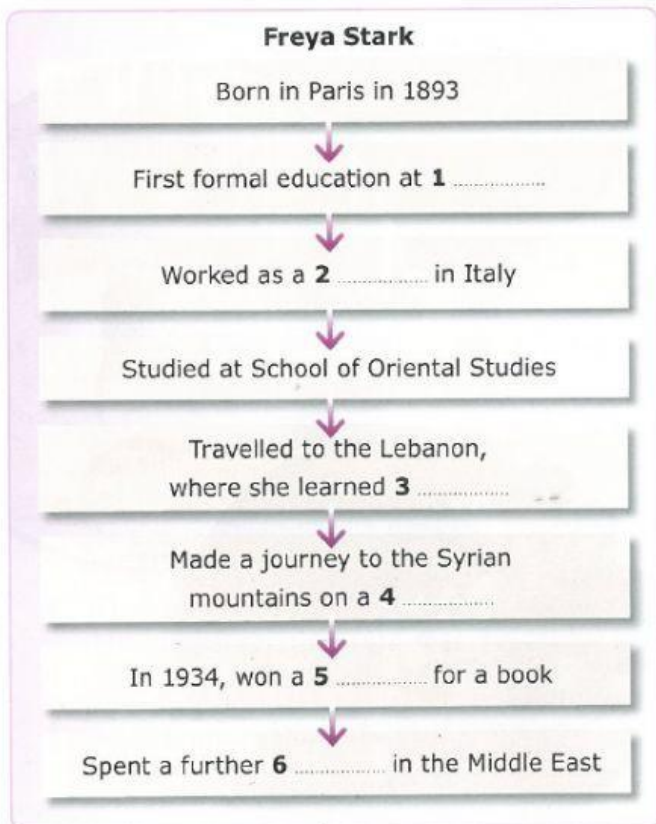 Freya Stark
Born in Paris in 1893
First formal education at 1 ..................
Worked as a 2 .................. in Italy
Studied at School of Oriental Studies
Travelled to the Lebanon,
where she learned 3 ..................
Made a journey to the Syrian
mountains on a 4 ..................
In 1934, won a 5 .................. for a book
Spent a further 6 .................. in the Middle East